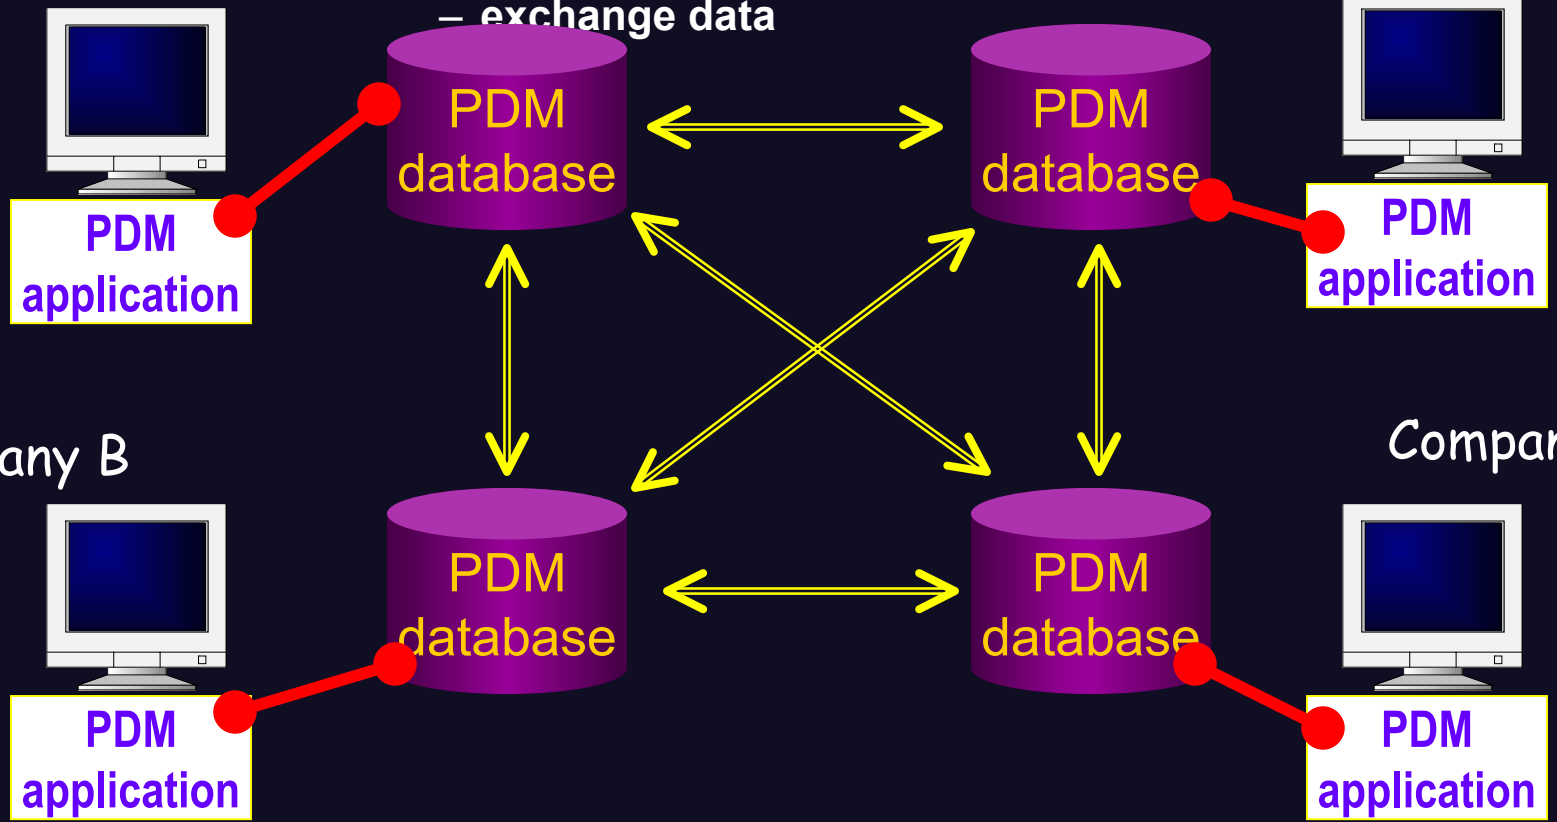 – exchange data
PDM
database
PDM
database
PDM
application
PDM
application
any B
Compan
PDM
database
PDM
database
PDM
application
PDM
application